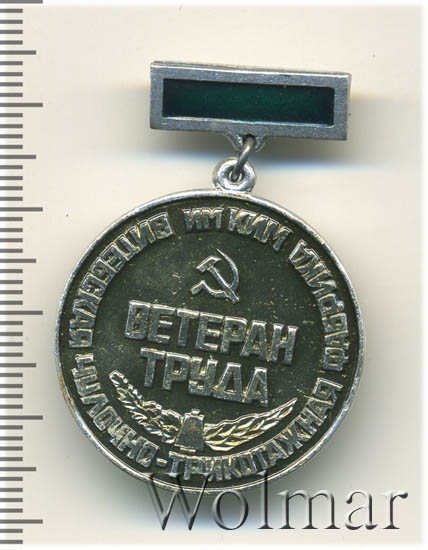 ВИТЕБСКАЯ ЧУЛОЧНО-ТРИКОТАЖНАЯ ФАБРИКА ИМ КИМ
ВЕТЕРАН
ТРУДА
Wolmar